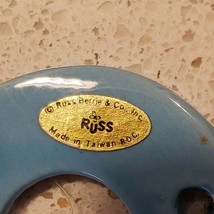 © Russ Berrie & Co. Inc.
RUSS
Made in Taiwan R.O.C.